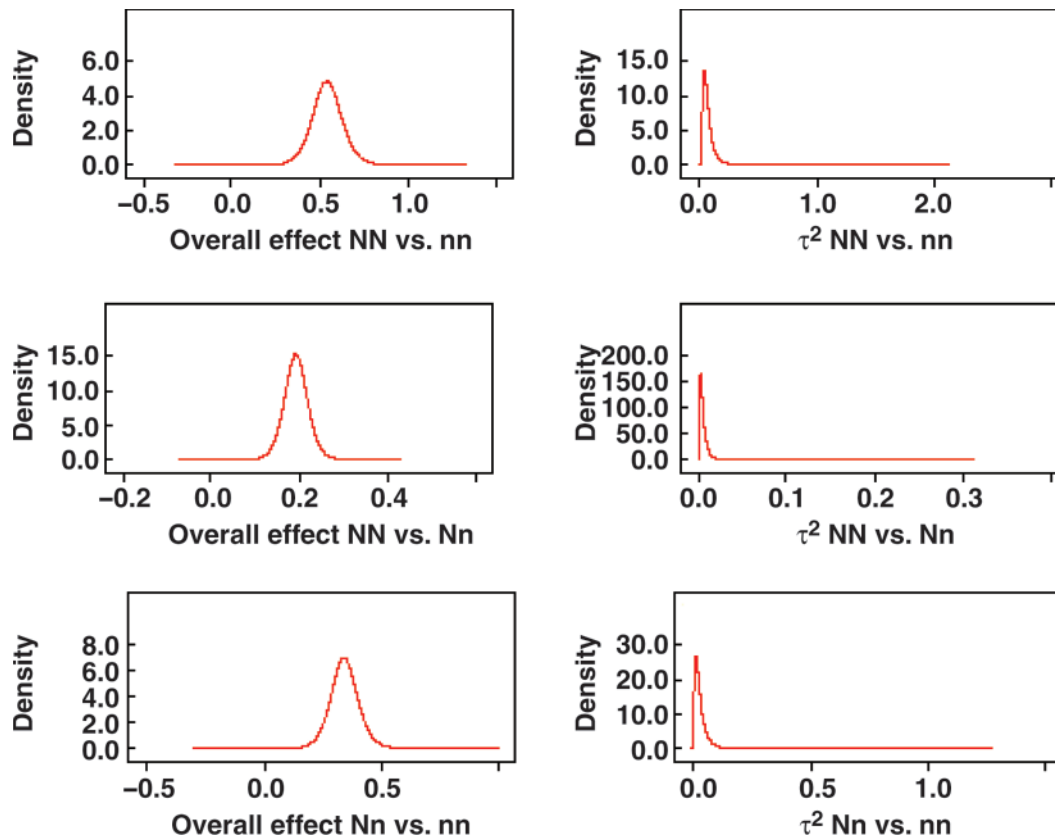 Density
6.0
4.0
2.0
0.0
−0.5 0.0 0.5 1.0
Overall effect NN vs. nn
Density
15.0
10.0
5.0
0.0
0.0 1.0 2.0
τ² NN vs. nn
Density
15.0
10.0
5.0
0.0
−0.2 0.0 0.2 0.4
Overall effect NN vs. Nn
Density
200.0
150.0
100.0
50.0
0.0
0.0 0.1 0.2 0.3
τ² NN vs. Nn
Density
8.0
6.0
4.0
2.0
0.0
−0.5 0.0 0.5
Overall effect Nn vs. nn
Density
30.0
20.0
10.0
0.0
0.0 0.5 1.0
τ² Nn vs. nn